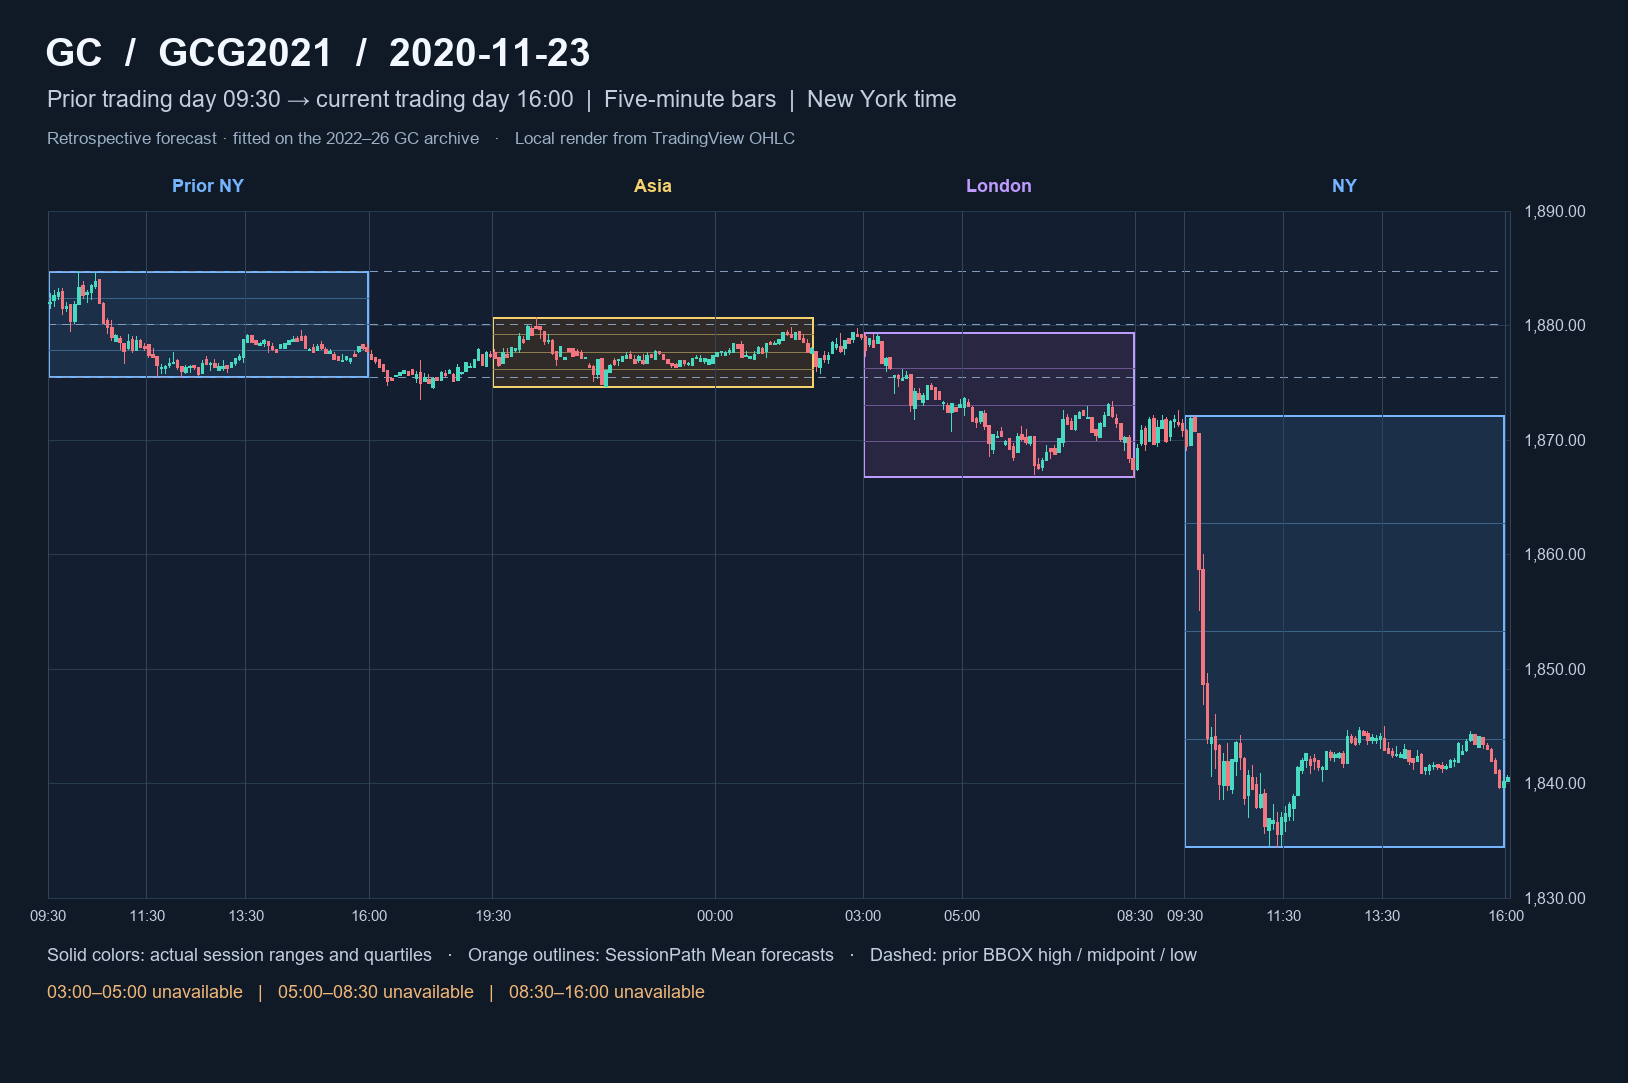 GC / GCG2021 / 2020-11-23
Prior trading day 09:30 → current trading day 16:00 | Five-minute bars | New York time
Retrospective forecast · fitted on the 2022–26 GC archive · Local render from TradingView OHLC
Prior NY Asia London NY
1,890.00
1,880.00
1,870.00
1,860.00
1,850.00
1,840.00
1,830.00
09:30 11:30 13:30 16:00 19:30 00:00 03:00 05:00 08:30 09:30 11:30 13:30 16:00
Solid colors: actual session ranges and quartiles · Orange outlines: SessionPath Mean forecasts · Dashed: prior BBOX high / midpoint / low
03:00–05:00 unavailable | 05:00–08:30 unavailable | 08:30–16:00 unavailable